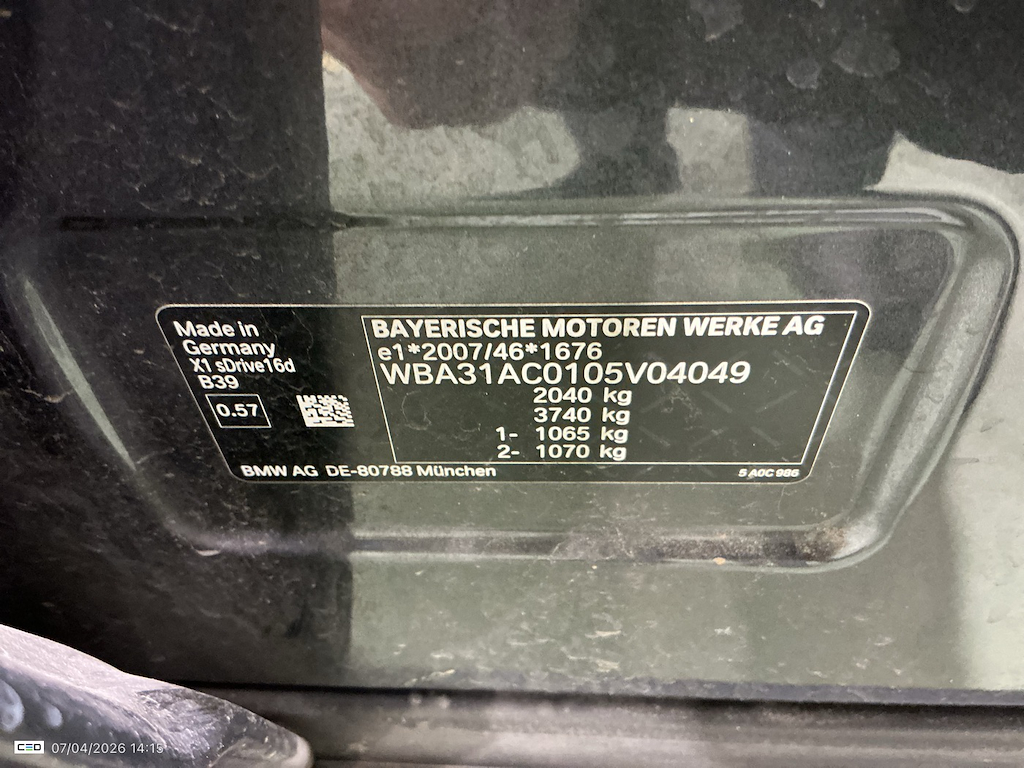 Made in
Germany
X1 sDrive16d
B39
0.57
BAYERISCHE MOTOREN WERKE AG
e1*2007/46*1676
WBA31AC0105V04049
2040 kg
3740 kg
1- 1065 kg
2- 1070 kg
BMW AG DE-80788 München
5 A0C 986
CEO 07/04/2026 14:15